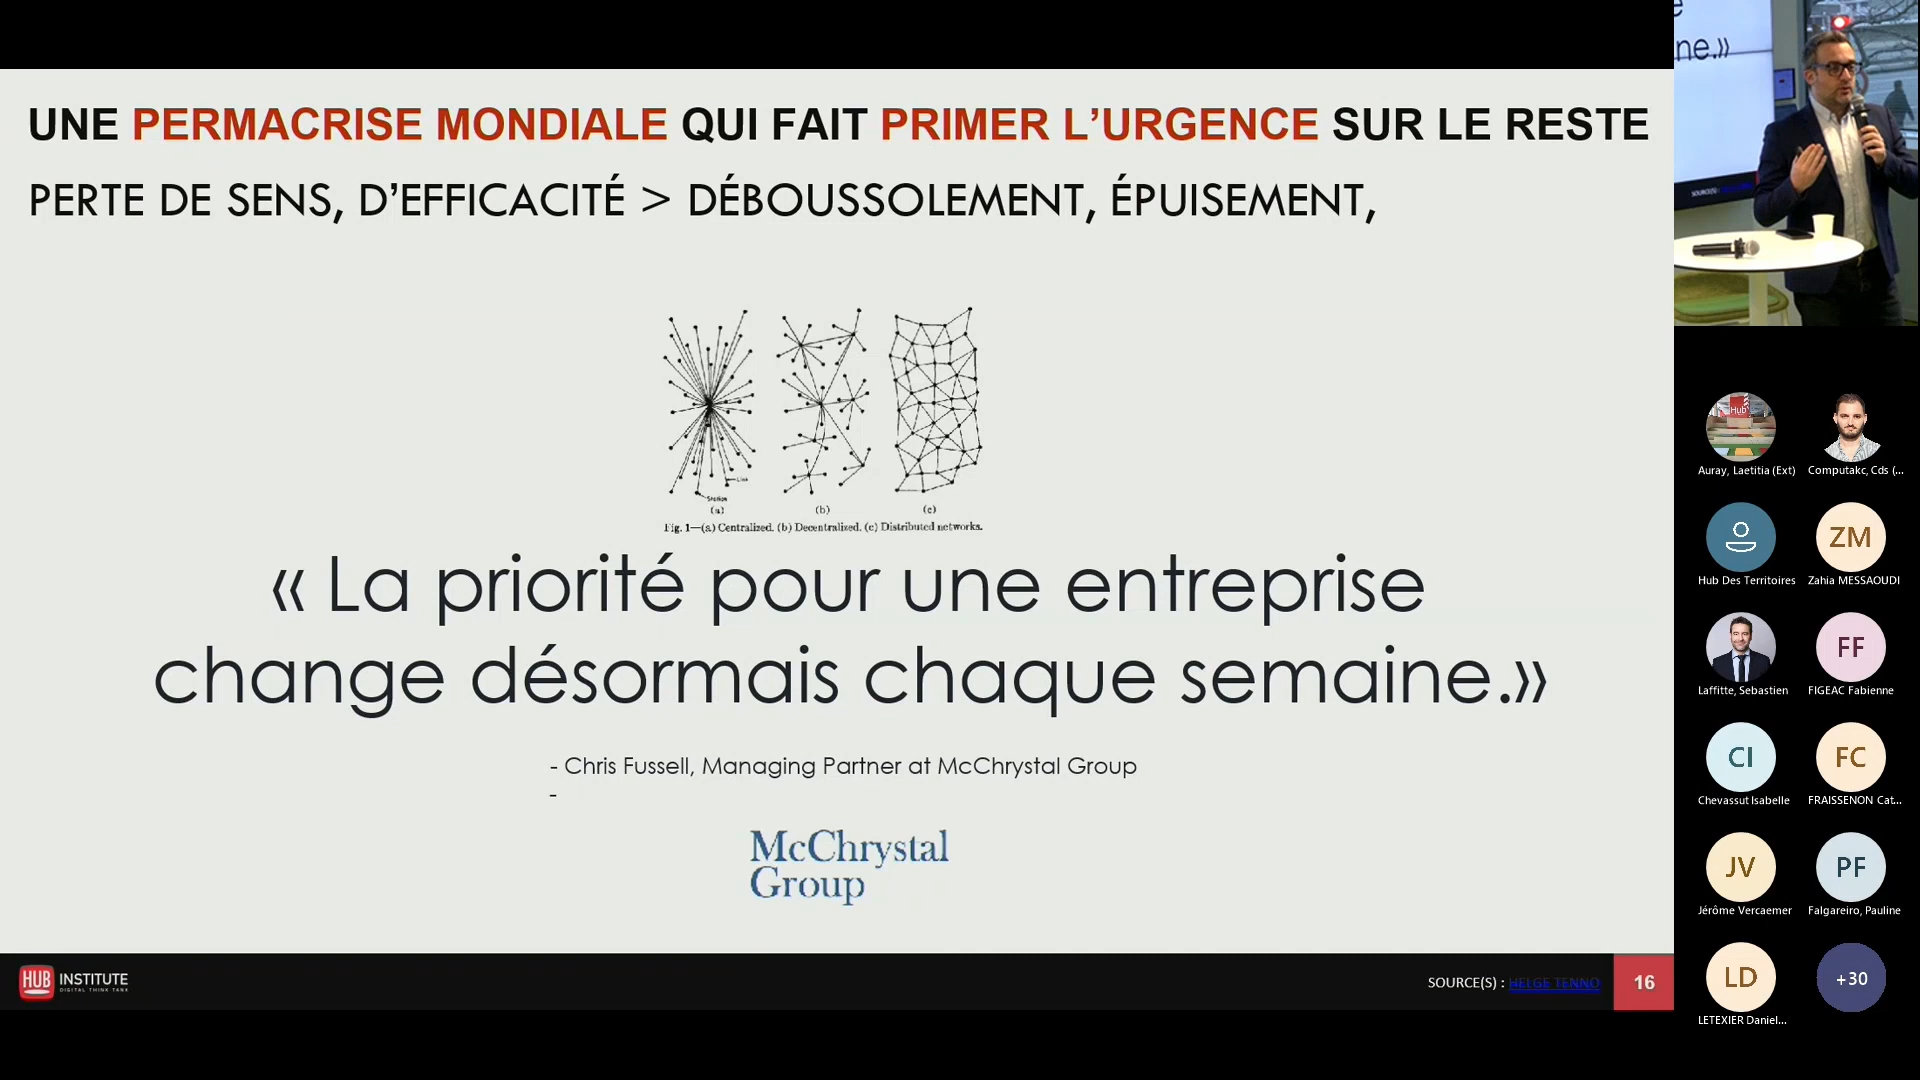 UNE PERMACRISE MONDIALE QUI FAIT PRIMER L’URGENCE SUR LE RESTE
PERTE DE SENS, D’EFFICACITÉ > DÉBOUSSOLEMENT, ÉPUISEMENT,
Link
Station
(a) (b) (c)
Fig. 1—(a) Centralized. (b) Decentralized. (c) Distributed networks.
« La priorité pour une entreprise
change désormais chaque semaine.»
- Chris Fussell, Managing Partner at McChrystal Group
-
McChrystal
Group
HUB INSTITUTE
DIGITAL THINK TANK
SOURCE(S) : HELGE TENNO
16
ne.»
SOURCE(S) :
Hub
Auray, Laetitia (Ext)
Computakc, Cds (...
Hub Des Territoires
ZM
Zahia MESSAOUDI
Laffitte, Sebastien
FF
FIGEAC Fabienne
CI
Chevassut Isabelle
FC
FRAISSENON Cat...
JV
Jérôme Vercaemer
PF
Falgareiro, Pauline
LD
LETEXIER Daniel...
+30